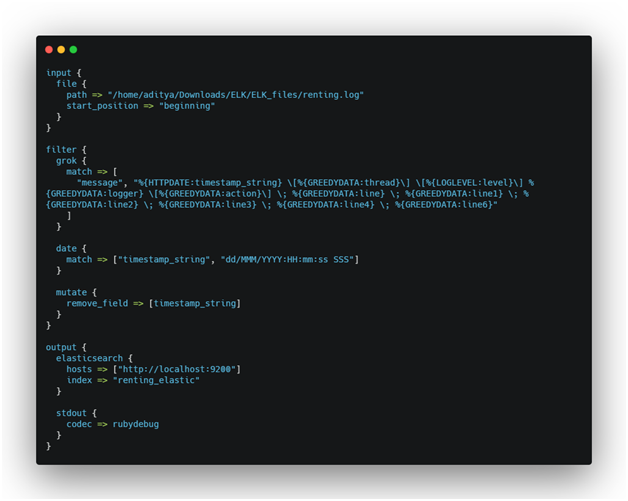 input {
  file {
    path => "/home/aditya/Downloads/ELK/ELK_files/renting.log"
    start_position => "beginning"
  }
}
filter {
  grok {
    match => [
      "message", "%{HTTPDATE:timestamp_string} \[%{GREEDYDATA:thread}\] \[%{LOGLEVEL:level}\] %
{GREEDYDATA:logger} \[%{GREEDYDATA:action}\] \; %{GREEDYDATA:line} \; %{GREEDYDATA:line1} \; %
{GREEDYDATA:line2} \; %{GREEDYDATA:line3} \; %{GREEDYDATA:line4} \; %{GREEDYDATA:line6}"
    ]
  }
  date {
    match => ["timestamp_string", "dd/MMM/YYYY:HH:mm:ss SSS"]
  }
  mutate {
    remove_field => [timestamp_string]
  }
}
output {
  elasticsearch {
    hosts => ["http://localhost:9200"]
    index => "renting_elastic"
  }
  stdout {
    codec => rubydebug
  }
}